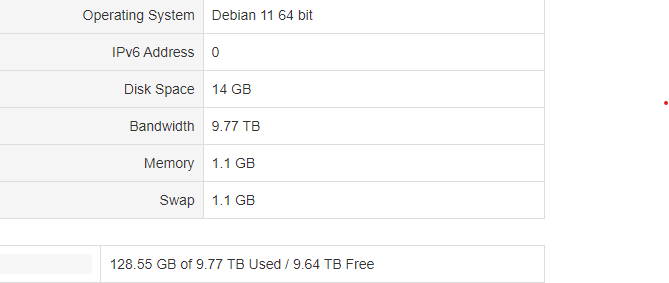 Operating System Debian 11 64 bit
IPv6 Address 0
Disk Space 14 GB
Bandwidth 9.77 TB
Memory 1.1 GB
Swap 1.1 GB
128.55 GB of 9.77 TB Used / 9.64 TB Free